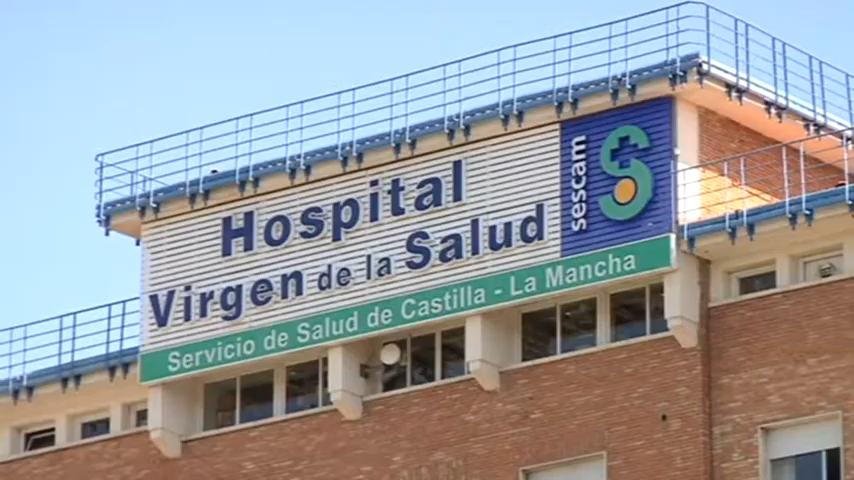 Hospital
Virgen de la Salud
sescam
Servicio de Salud de Castilla - La Mancha